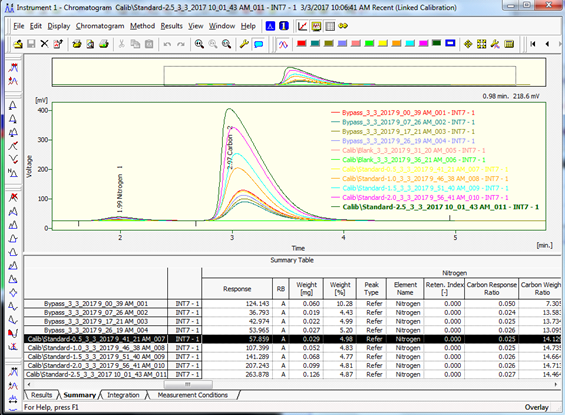 Instrument 1 - Chromatogram Calib\Standard-2.5_3_3_2017 10_01_43 AM_011 - INT7 - 1 3/3/2017 10:06:41 AM Recent (Linked Calibration)
File Display Chromatogram Method Results View Window Help
0.98 min. 218.6 mV
[mV]
400
300
200
100
0
Voltage
1.99 Nitrogen 1
2.97 Carbon 2
2
3
4
5
Time
[min.]
Bypass_3_3_2017 9_00_39 AM_001 - INT7 - 1
Bypass_3_3_2017 9_07_26 AM_002 - INT7 - 1
Bypass_3_3_2017 9_17_21 AM_003 - INT7 - 1
Bypass_3_3_2017 9_26_19 AM_004 - INT7 - 1
Calib\Blank_3_3_2017 9_31_20 AM_005 - INT7 - 1
Calib\Blank_3_3_2017 9_36_21 AM_006 - INT7 - 1
Calib\Standard-0.5_3_3_2017 9_41_21 AM_007 - INT7 - 1
Calib\Standard-1.0_3_3_2017 9_46_38 AM_008 - INT7 - 1
Calib\Standard-1.5_3_3_2017 9_51_40 AM_009 - INT7 - 1
Calib\Standard-2.0_3_3_2017 9_56_41 AM_010 - INT7 - 1
Calib\Standard-2.5_3_3_2017 10_01_43 AM_011 - INT7 - 1
Summary Table
Nitrogen
Response RB Weight [mg] Weight [%] Peak Type Element Name Reten. Index [-] Carbon Response Ratio Carbon Weight Ratio
Bypass_3_3_2017 9_00_39 AM_001 INT7 - 1 124.143 A 0.060 10.28 Refer Nitrogen 0.000 0.050 7.305
Bypass_3_3_2017 9_07_26 AM_002 INT7 - 1 36.793 A 0.019 4.43 Refer Nitrogen 0.000 0.024 13.58
Bypass_3_3_2017 9_17_21 AM_003 INT7 - 1 42.974 A 0.022 4.99 Refer Nitrogen 0.000 0.024 13.73
Bypass_3_3_2017 9_26_19 AM_004 INT7 - 1 53.965 A 0.027 5.20 Refer Nitrogen 0.000 0.026 13.09
Calib\Standard-0.5_3_3_2017 9_41_21 AM_007 INT7 - 1 57.859 A 0.029 4.98 Refer Nitrogen 0.000 0.025 14.12
Calib\Standard-1.0_3_3_2017 9_46_38 AM_008 INT7 - 1 107.399 A 0.052 4.83 Refer Nitrogen 0.000 0.025 14.73
Calib\Standard-1.5_3_3_2017 9_51_40 AM_009 INT7 - 1 141.289 A 0.068 4.77 Refer Nitrogen 0.000 0.026 14.66
Calib\Standard-2.0_3_3_2017 9_56_41 AM_010 INT7 - 1 207.243 A 0.099 4.81 Refer Nitrogen 0.000 0.026 14.71
Calib\Standard-2.5_3_3_2017 10_01_43 AM_011 INT7 - 1 263.878 A 0.126 4.87 Refer Nitrogen 0.000 0.027 14.46
Results Summary Integration Measurement Conditions
For Help, press F1
Overlay